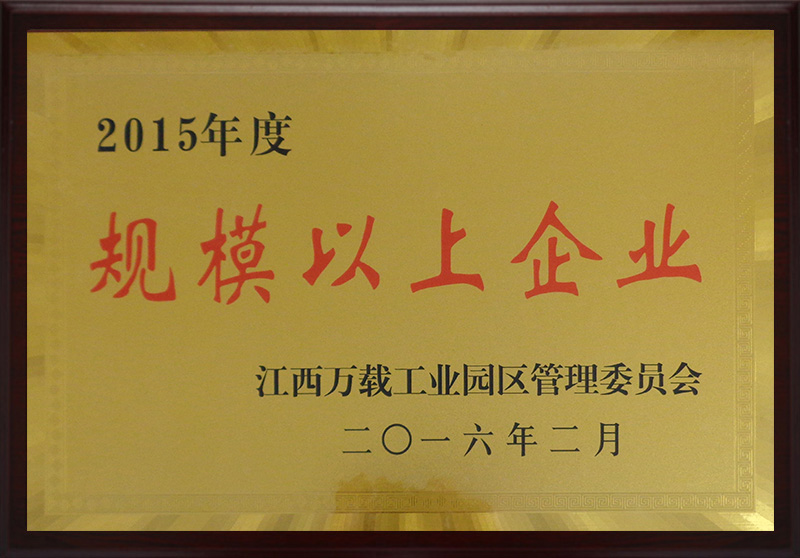 2015年度
规模以上企业
江西万载工业园区管理委员会
二〇一六年二月